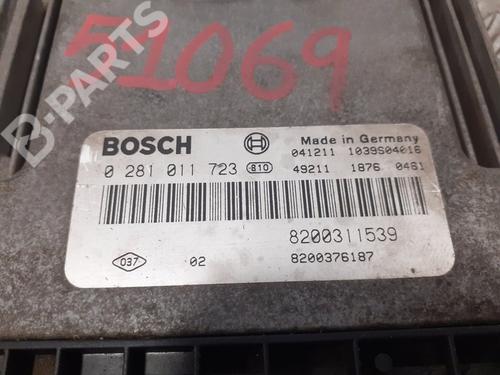 51069
B-PARTS
BOSCH
Made in Germany
041211 1039S04016
0 281 011 723 810
49211 1876 0461
8200311539
037 02 8200376187